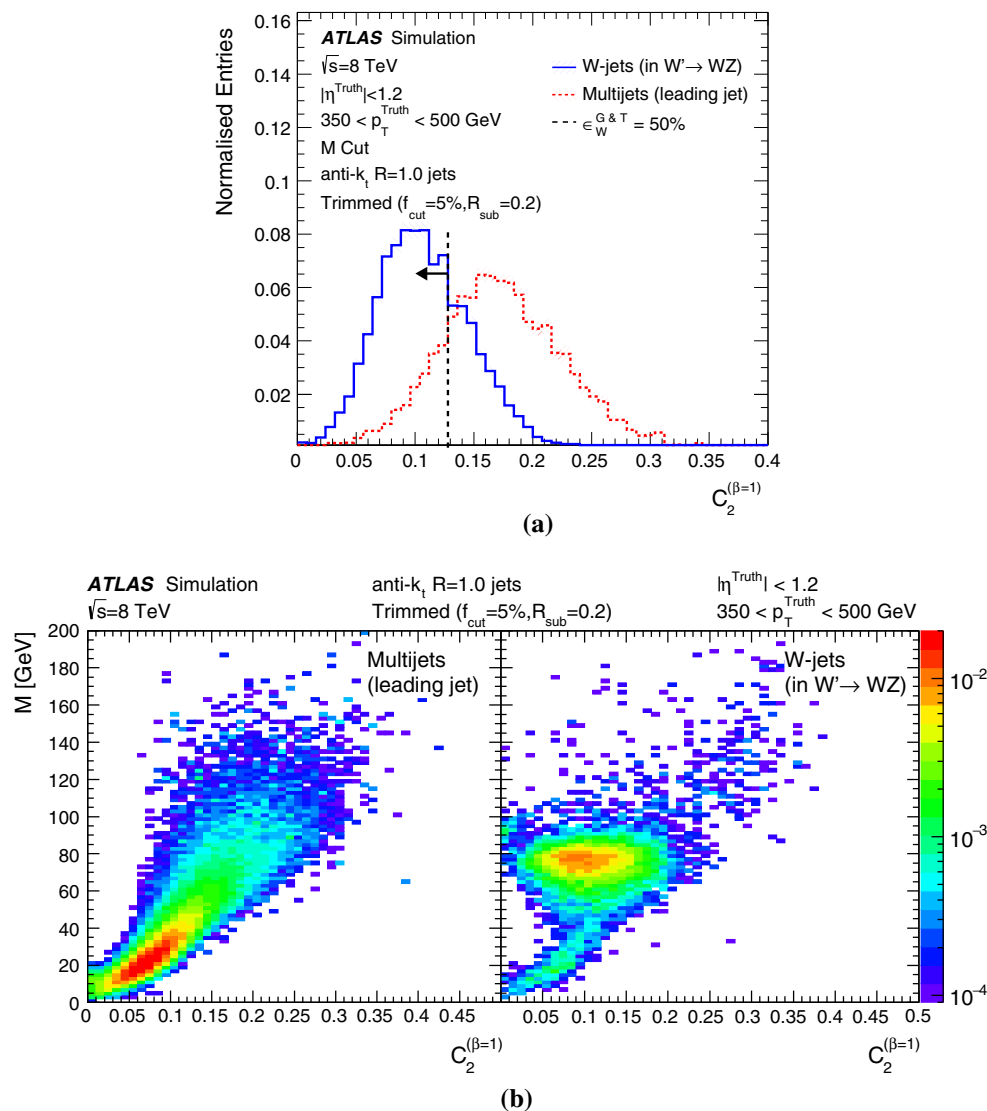 ATLAS Simulation
√s=8 TeV
|η^Truth|<1.2
350 < p_T^Truth < 500 GeV
M Cut
anti-k_t R=1.0 jets
Trimmed (f_cut=5%,R_sub=0.2)
W-jets (in W'→ WZ)
Multijets (leading jet)
∈_W^G & T = 50%
Normalised Entries
0.16
0.14
0.12
0.1
0.08
0.06
0.04
0.02
0 0.05 0.1 0.15 0.2 0.25 0.3 0.35 0.4
C_2^(β=1)
(a)
ATLAS Simulation
√s=8 TeV
anti-k_t R=1.0 jets
Trimmed (f_cut=5%,R_sub=0.2)
|η^Truth| < 1.2
350 < p_T^Truth < 500 GeV
M [GeV]
200
180
160
140
120
100
80
60
40
20
0
Multijets
(leading jet)
W-jets
(in W'→ WZ)
10^-2
10^-3
10^-4
0 0.05 0.1 0.15 0.2 0.25 0.3 0.35 0.4 0.45
0.05 0.1 0.15 0.2 0.25 0.3 0.35 0.4 0.45 0.5
C_2^(β=1)
C_2^(β=1)
(b)